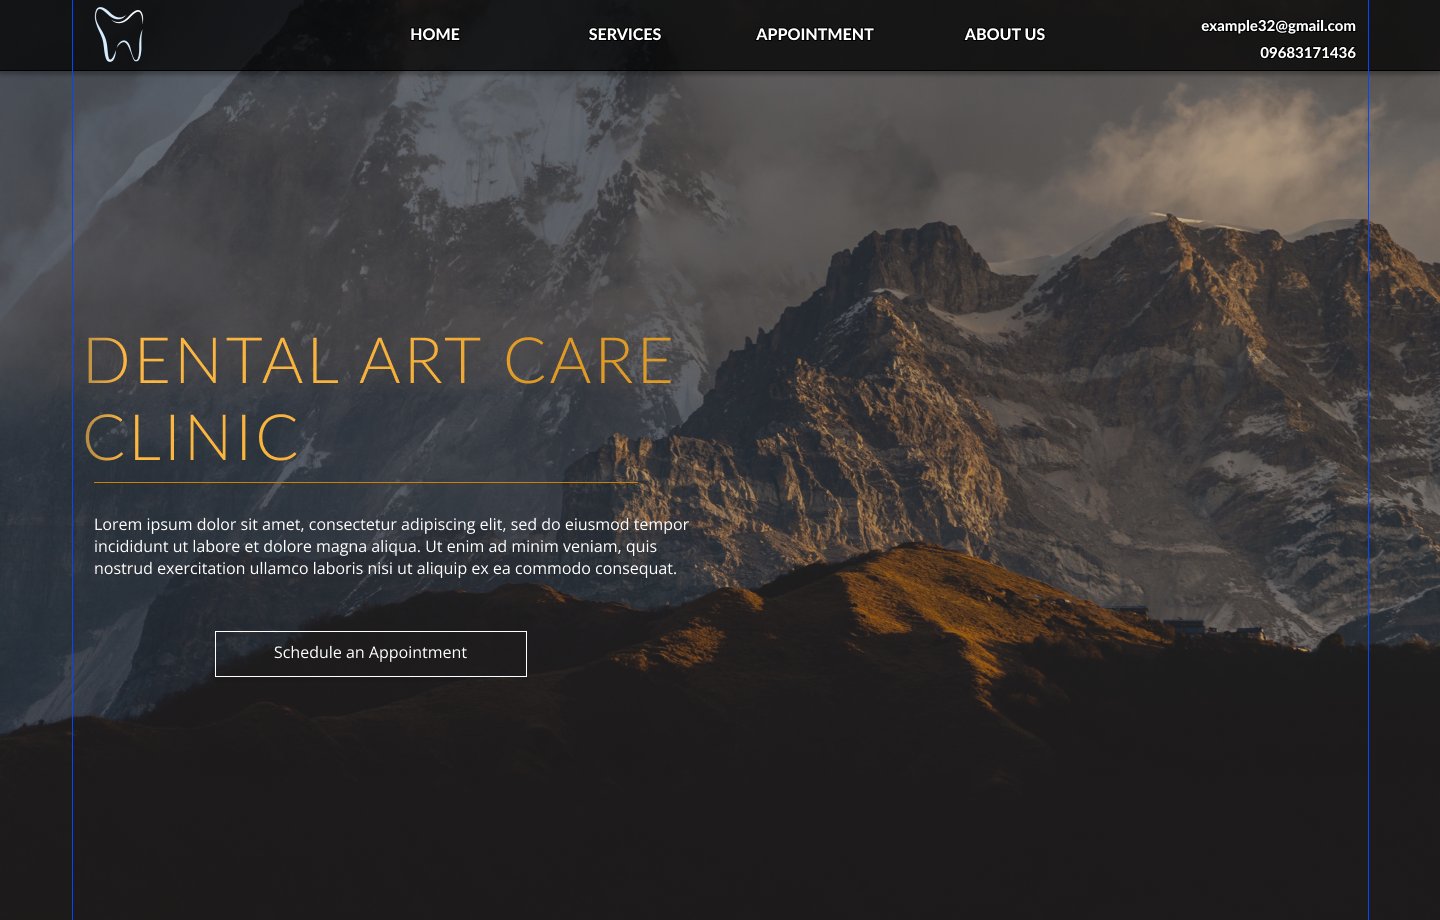 HOME
SERVICES
APPOINTMENT
ABOUT US
example32@gmail.com
09683171436
DENTAL ART CARE
CLINIC
Lorem ipsum dolor sit amet, consectetur adipiscing elit, sed do eiusmod tempor
incididunt ut labore et dolore magna aliqua. Ut enim ad minim veniam, quis
nostrud exercitation ullamco laboris nisi ut aliquip ex ea commodo consequat.
Schedule an Appointment